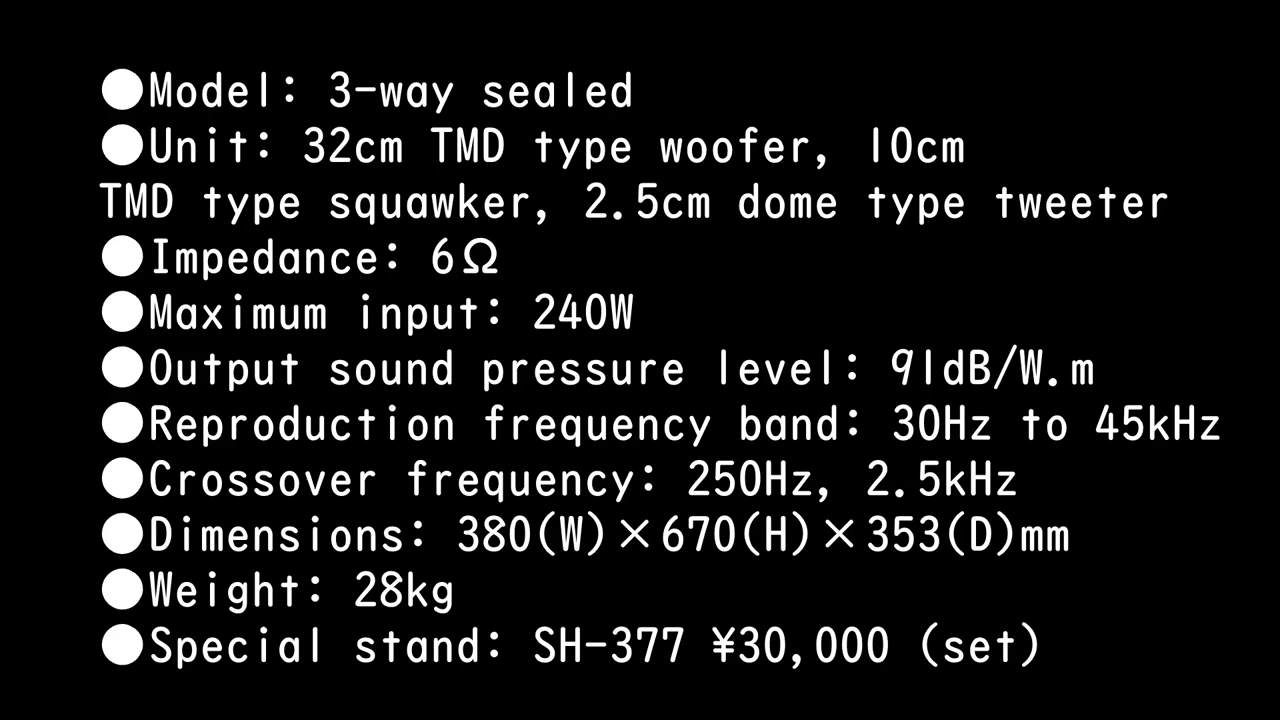 ●Model: 3-way sealed
●Unit: 32cm TMD type woofer, 10cm
TMD type squawker, 2.5cm dome type tweeter
●Impedance: 6Ω
●Maximum input: 240W
●Output sound pressure level: 91dB/W.m
●Reproduction frequency band: 30Hz to 45kHz
●Crossover frequency: 250Hz, 2.5kHz
●Dimensions: 380(W)×670(H)×353(D)mm
●Weight: 28kg
●Special stand: SH-377 ¥30,000 (set)